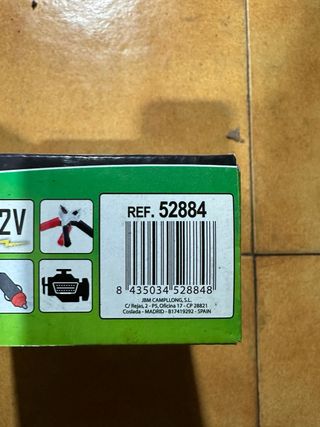 REF. 52884
2V
8 435034 528848
JBM CAMPLLONG, S.L.
C/ Rejas, 2 - P5, Oficina 17 - CP 28821
Coslada - MADRID - B17419292 - SPAIN